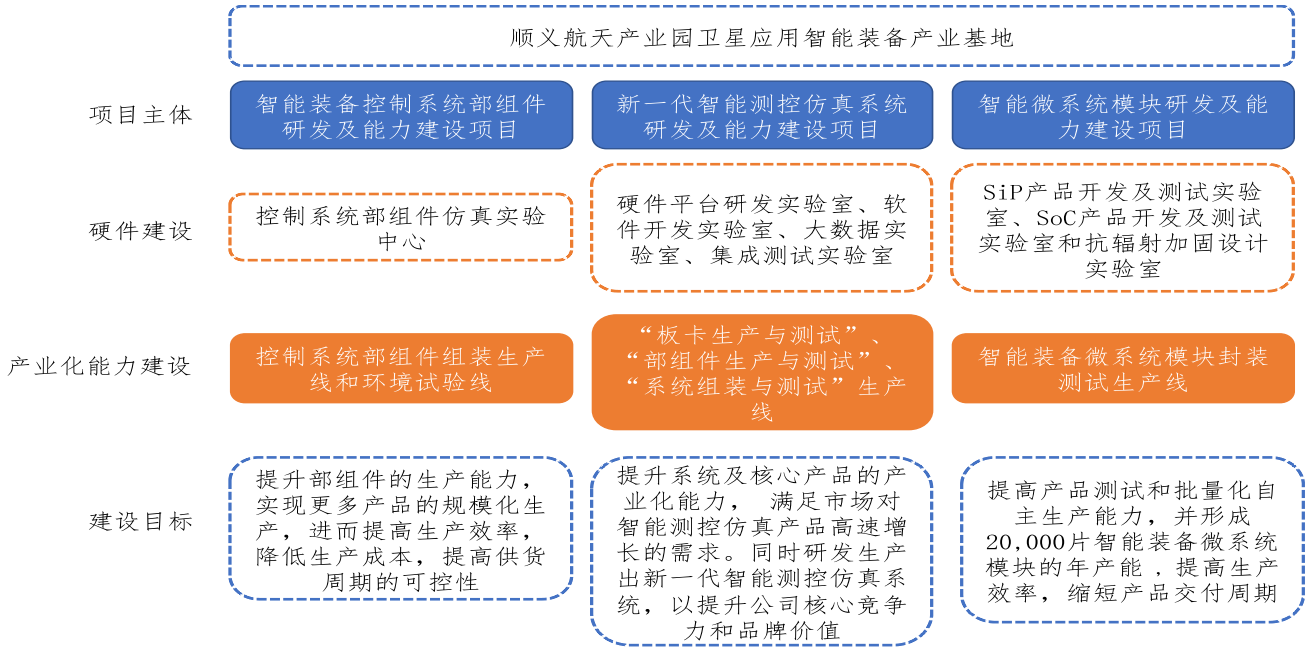 顺义航天产业园卫星应用智能装备产业基地
项目主体
智能装备控制系统部组件
研发及能力建设项目
新一代智能测控仿真系统
研发及能力建设项目
智能微系统模块研发及能
力建设项目
硬件建设
控制系统部组件仿真实验
中心
硬件平台研发实验室、软
件开发实验室、大数据实
验室、集成测试实验室
SiP产品开发及测试实验
室、SoC产品开发及测试
实验室和抗辐射加固设计
实验室
产业化能力建设
控制系统部组件组装生产
线和环境试验线
“板卡生产与测试”、
“部组件生产与测试”、
“系统组装与测试”生产
线
智能装备微系统模块封装
测试生产线
建设目标
提升部组件的生产能力，
实现更多产品的规模化生
产，进而提高生产效率，
降低生产成本，提高供货
周期的可控性
提升系统及核心产品的产
业化能力， 满足市场对
智能测控仿真产品高速增
长的需求。同时研发生产
出新一代智能测控仿真系
统，以提升公司核心竞争
力和品牌价值
提高产品测试和批量化自
主生产能力，并形成
20,000片智能装备微系统
模块的年产能，提高生产
效率，缩短产品交付周期